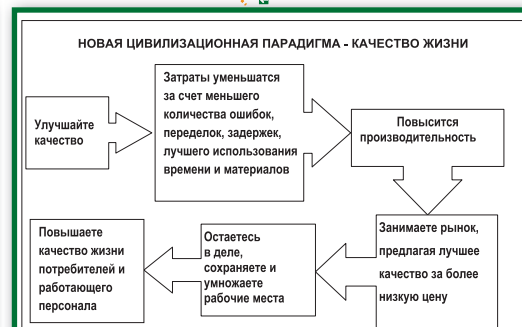 НОВАЯ ЦИВИЛИЗАЦИОННАЯ ПАРАДИГМА - КАЧЕСТВО ЖИЗНИ
Улучшайте
качество
Затраты уменьшатся
за счет меньшего
количества ошибок,
переделок, задержек,
лучшего использования
времени и материалов
Повысится
производительность
Занимаете рынок,
предлагая лучшее
качество за более
низкую цену
Остаетесь
в деле,
сохраняете и
умножаете
рабочие места
Повышаете
качество жизни
потребителей и
работающего
персонала